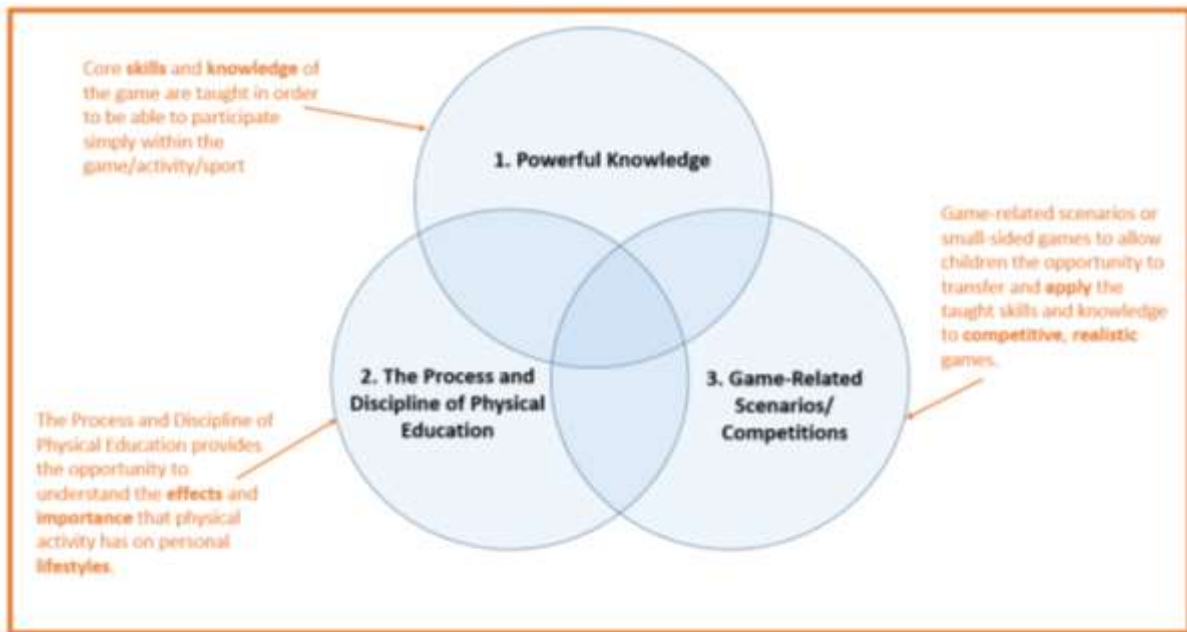 Core skills and knowledge of
the game are taught in order
to be able to participate
simply within the
game/activity/sport
1. Powerful Knowledge
Game-related scenarios or
small-sided games to allow
children the opportunity to
transfer and apply the
taught skills and knowledge
to competitive, realistic
games.
2. The Process and
Discipline of Physical
Education
3. Game-Related
Scenarios/
Competitions
The Process and Discipline of
Physical Education provides
the opportunity to
understand the effects and
importance that physical
activity has on personal
lifestyles.